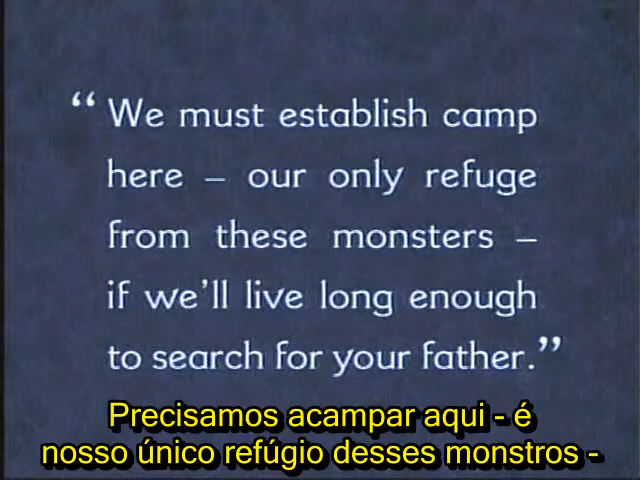 “ We must establish camp
here – our only refuge
from these monsters –
if we’ll live long enough
to search for your father.”
Precisamos acampar aqui - é
nosso único refúgio desses monstros -